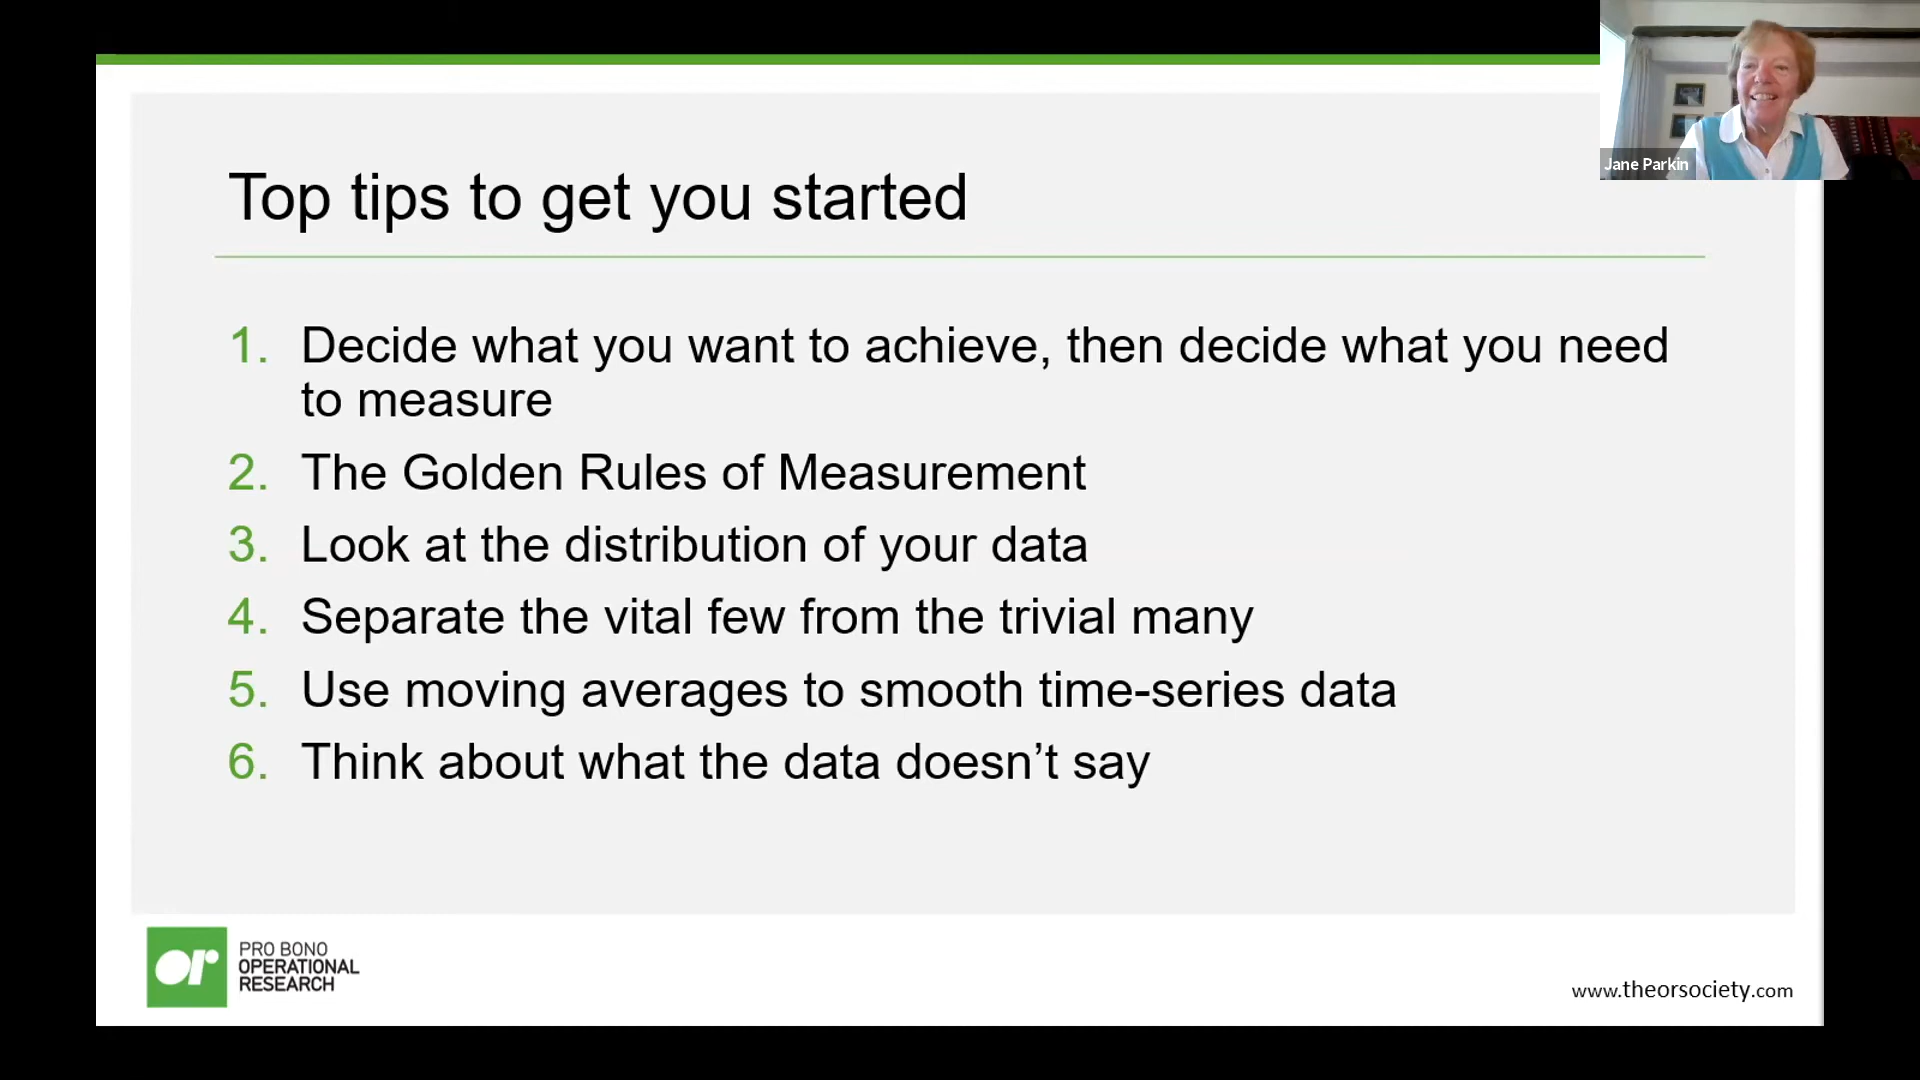 Jane Parkin
Top tips to get you started
1. Decide what you want to achieve, then decide what you need
to measure
2. The Golden Rules of Measurement
3. Look at the distribution of your data
4. Separate the vital few from the trivial many
5. Use moving averages to smooth time-series data
6. Think about what the data doesn’t say
or
PRO BONO
OPERATIONAL
RESEARCH
www.theorsociety.com